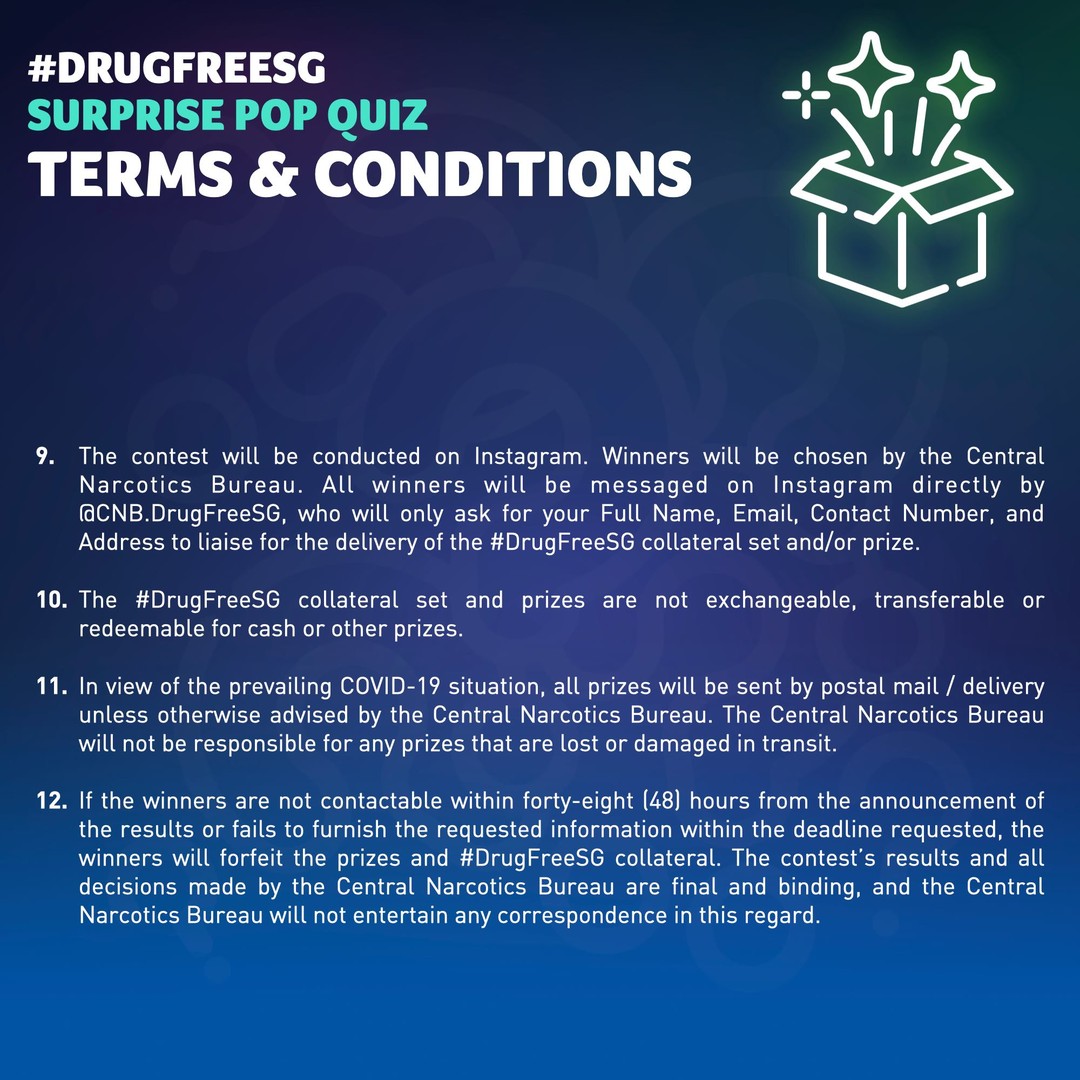 #DRUGFREESG
SURPRISE POP QUIZ
TERMS & CONDITIONS
9. The contest will be conducted on Instagram. Winners will be chosen by the Central
Narcotics Bureau. All winners will be messaged on Instagram directly by
@CNB.DrugFreeSG, who will only ask for your Full Name, Email, Contact Number, and
Address to liaise for the delivery of the #DrugFreeSG collateral set and/or prize.
10. The #DrugFreeSG collateral set and prizes are not exchangeable, transferable or
redeemable for cash or other prizes.
11. In view of the prevailing COVID-19 situation, all prizes will be sent by postal mail / delivery
unless otherwise advised by the Central Narcotics Bureau. The Central Narcotics Bureau
will not be responsible for any prizes that are lost or damaged in transit.
12. If the winners are not contactable within forty-eight (48) hours from the announcement of
the results or fails to furnish the requested information within the deadline requested, the
winners will forfeit the prizes and #DrugFreeSG collateral. The contest's results and all
decisions made by the Central Narcotics Bureau are final and binding, and the Central
Narcotics Bureau will not entertain any correspondence in this regard.